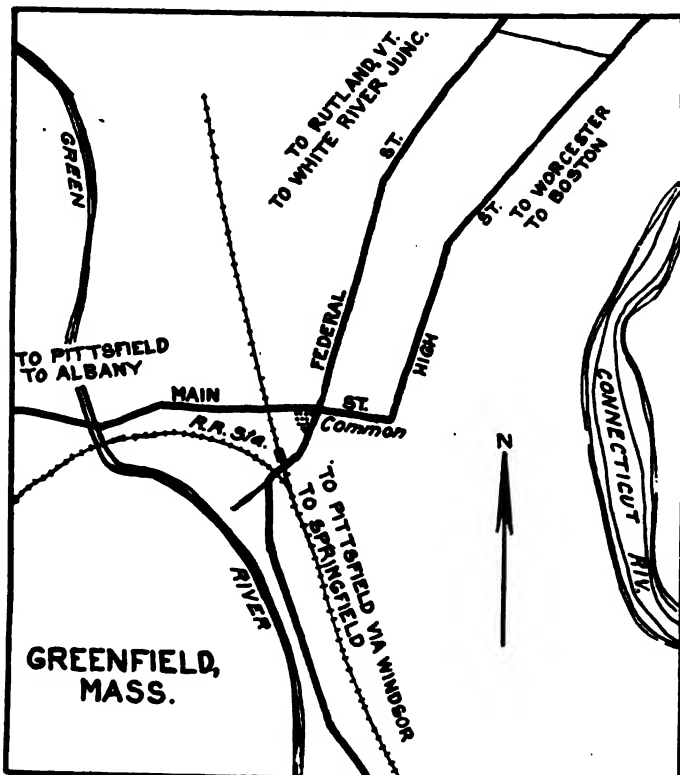 TO RUTLAND, VT.
TO WHITE RIVER JUNC.
GREEN
ST.
ST.
TO WORCESTER
TO BOSTON
FEDERAL
HIGH
TO PITTSFIELD
TO ALBANY
MAIN
ST.
R.R. Sta.
Common
CONNECTICUT RIV.
N
TO PITTSFIELD VIA WINDSOR
TO SPRINGFIELD
RIVER
GREENFIELD,
MASS.